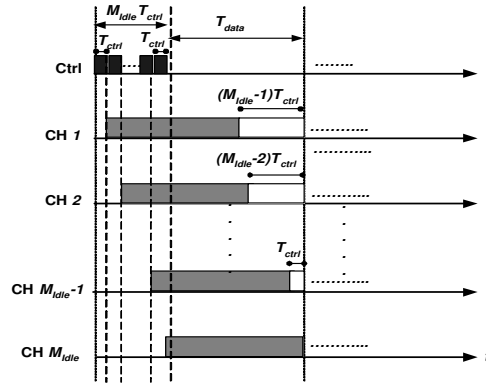 M_Idle T_ctrl
T_data
T_ctrl T_ctrl
Ctrl
(M_Idle-1)T_ctrl
CH 1
(M_Idle-2)T_ctrl
CH 2
T_ctrl
CH M_Idle-1
CH M_Idle